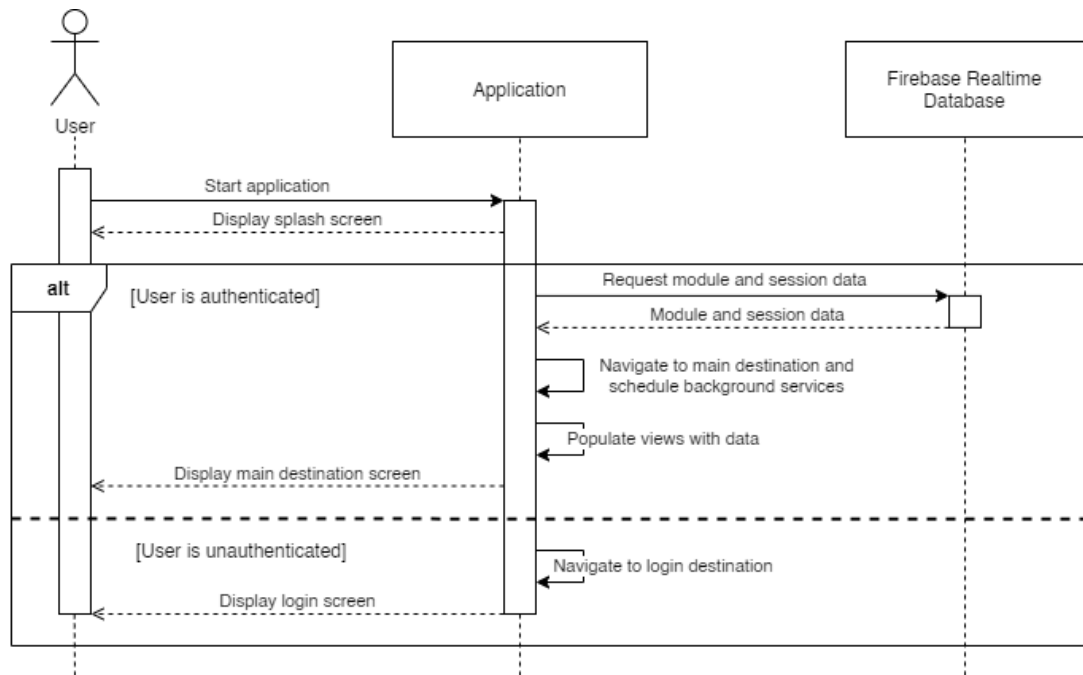 User
Application
Firebase Realtime
Database
Start application
Display splash screen
alt
[User is authenticated]
Request module and session data
Module and session data
Navigate to main destination and
schedule background services
Populate views with data
Display main destination screen
[User is unauthenticated]
Navigate to login destination
Display login screen